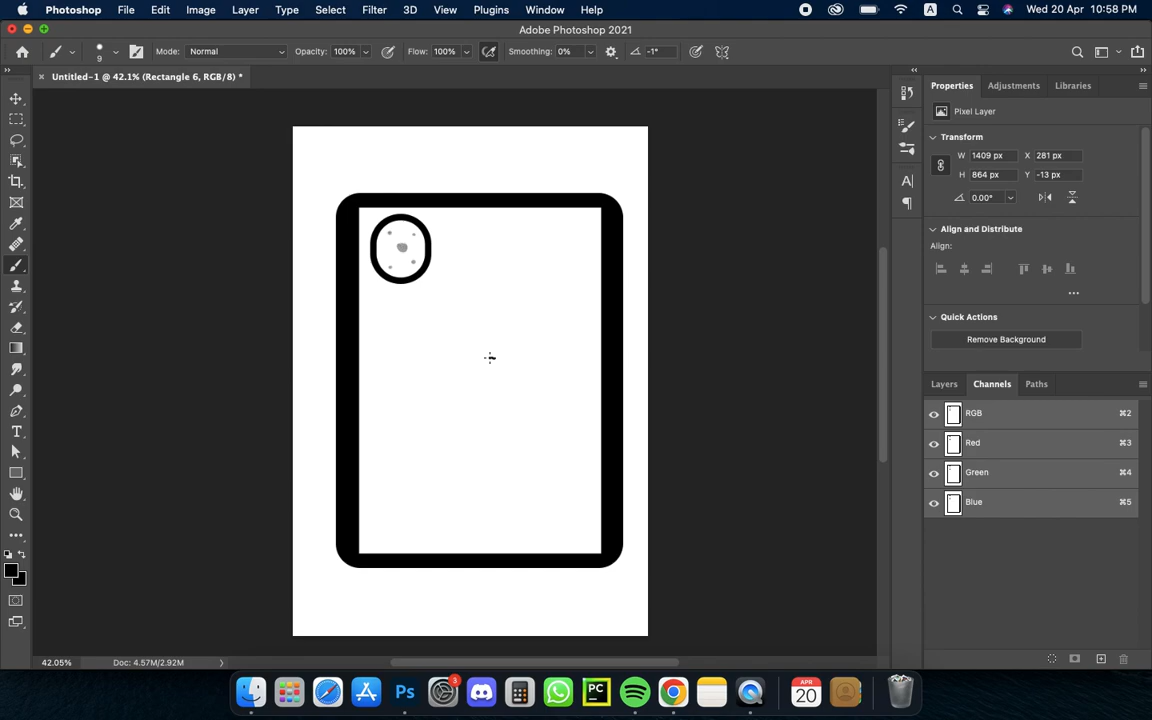 Photoshop File Edit Image Layer Type Select Filter 3D View Plugins Window Help A Wed 20 Apr 10:58 PM
Adobe Photoshop 2021
9 Mode: Normal Opacity: 100% Flow: 100% Smoothing: 0% -1°
× Untitled-1 @ 42.1% (Rectangle 6, RGB/8) *
Properties Adjustments Libraries
Pixel Layer
Transform
W 1409 px X 281 px
H 864 px Y -13 px
0.00°
Align and Distribute
Align:
Quick Actions
Remove Background
Layers Channels Paths
RGB ⌘2
Red ⌘3
Green ⌘4
Blue ⌘5
42.05% Doc: 4.57M/2.92M
Ps
3
PC
APR
20